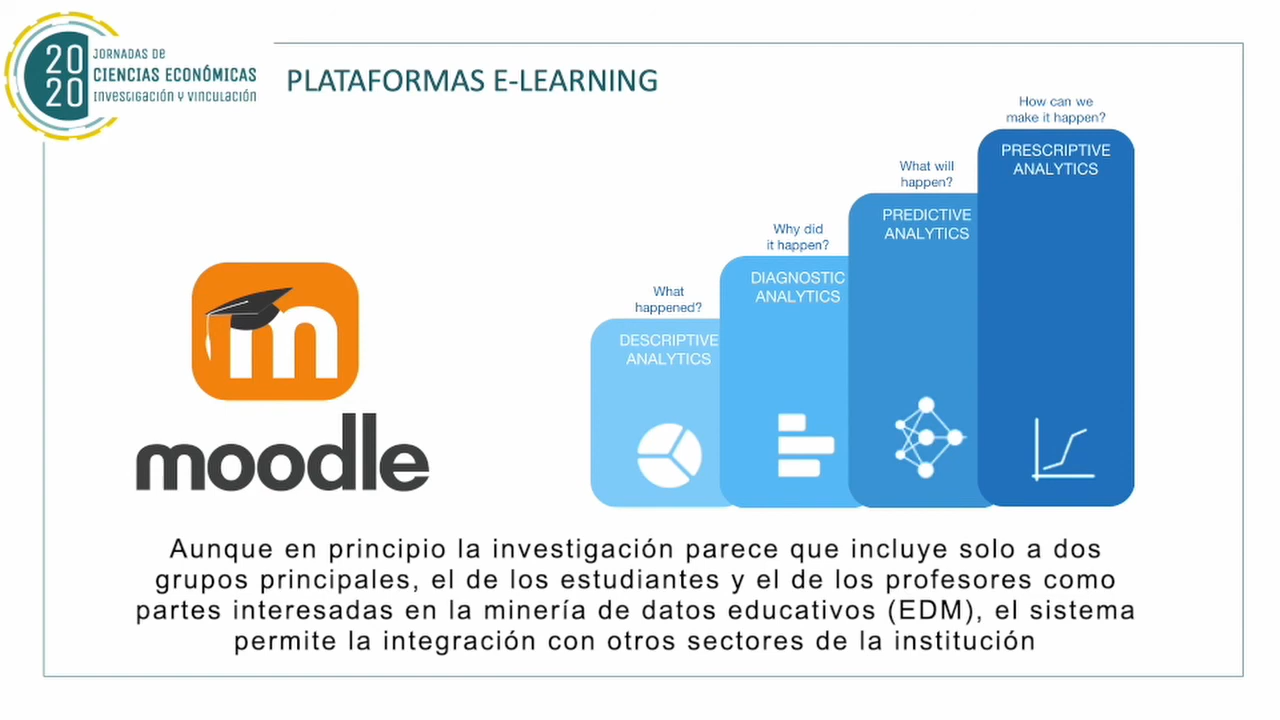 20
20
JORNADAS DE
CIENCIAS ECONÓMICAS
INVESTIGACIÓN Y VINCULACIÓN
PLATAFORMAS E-LEARNING
How can we
make it happen?
PRESCRIPTIVE
ANALYTICS
What will
happen?
PREDICTIVE
ANALYTICS
Why did
it happen?
DIAGNOSTIC
ANALYTICS
What
happened?
DESCRIPTIVE
ANALYTICS
m
moodle
Aunque en principio la investigación parece que incluye solo a dos
grupos principales, el de los estudiantes y el de los profesores como
partes interesadas en la minería de datos educativos (EDM), el sistema
permite la integración con otros sectores de la institución